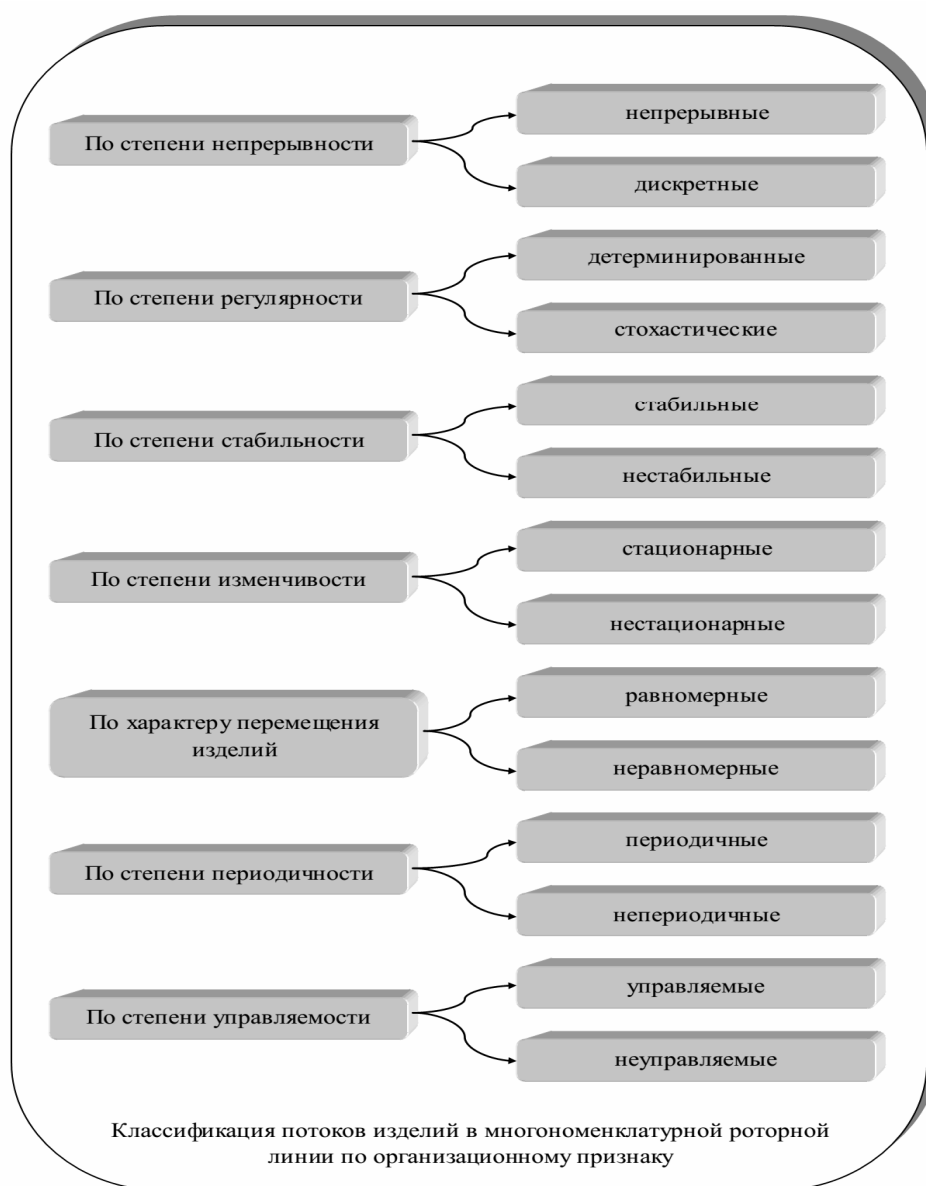 По степени непрерывности
непрерывные
дискретные
По степени регулярности
детерминированные
стохастические
По степени стабильности
стабильные
нестабильные
По степени изменчивости
стационарные
нестационарные
По характеру перемещения
изделий
равномерные
неравномерные
По степени периодичности
периодичные
непериодичные
По степени управляемости
управляемые
неуправляемые
Классификация потоков изделий в многономенклатурной роторной
линии по организационному признаку